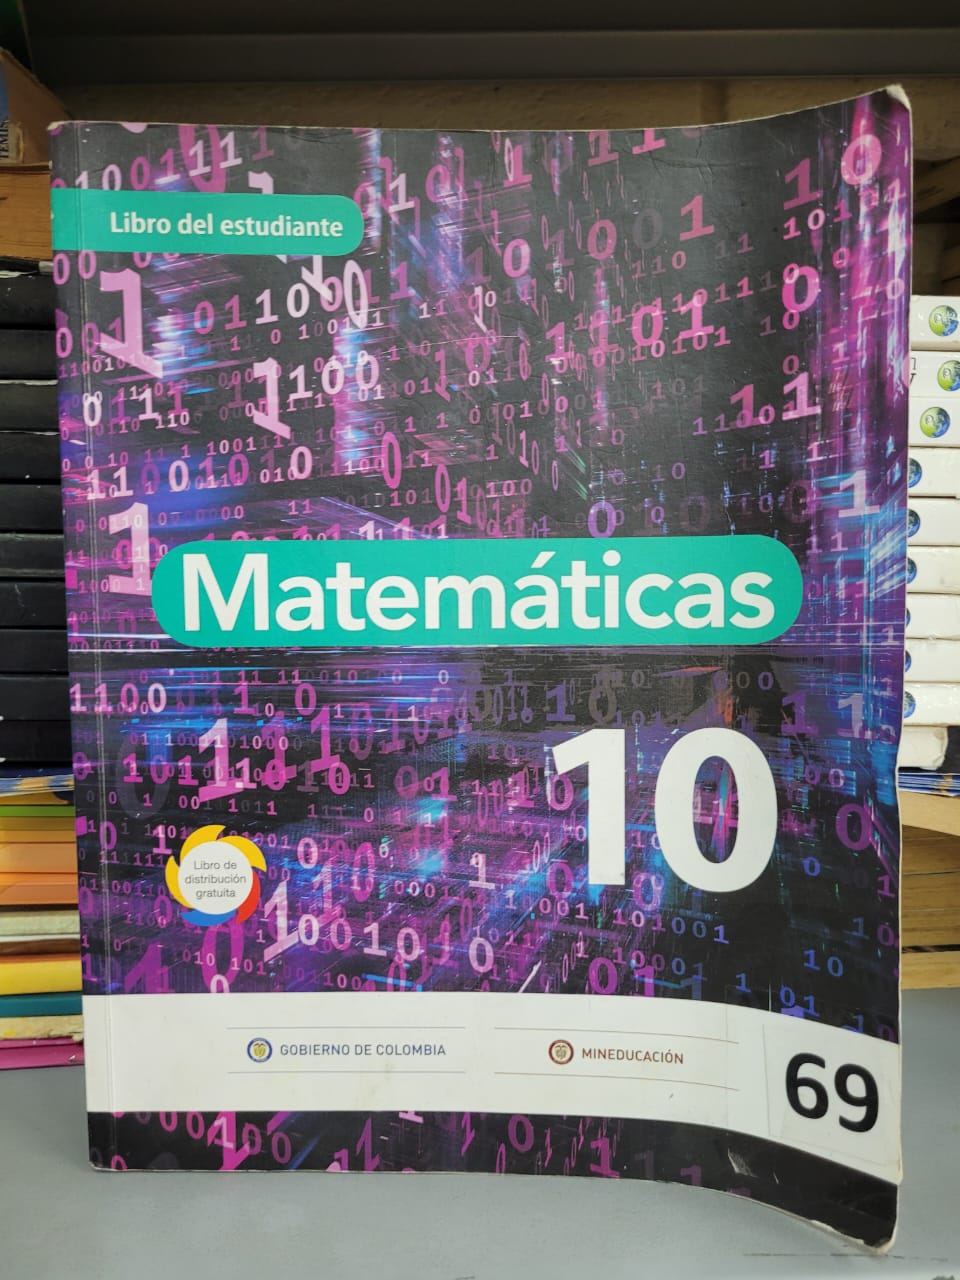 Libro del estudiante
Matemáticas
10
Libro de
distribución
gratuita
GOBIERNO DE COLOMBIA
MINEDUCACIÓN
69